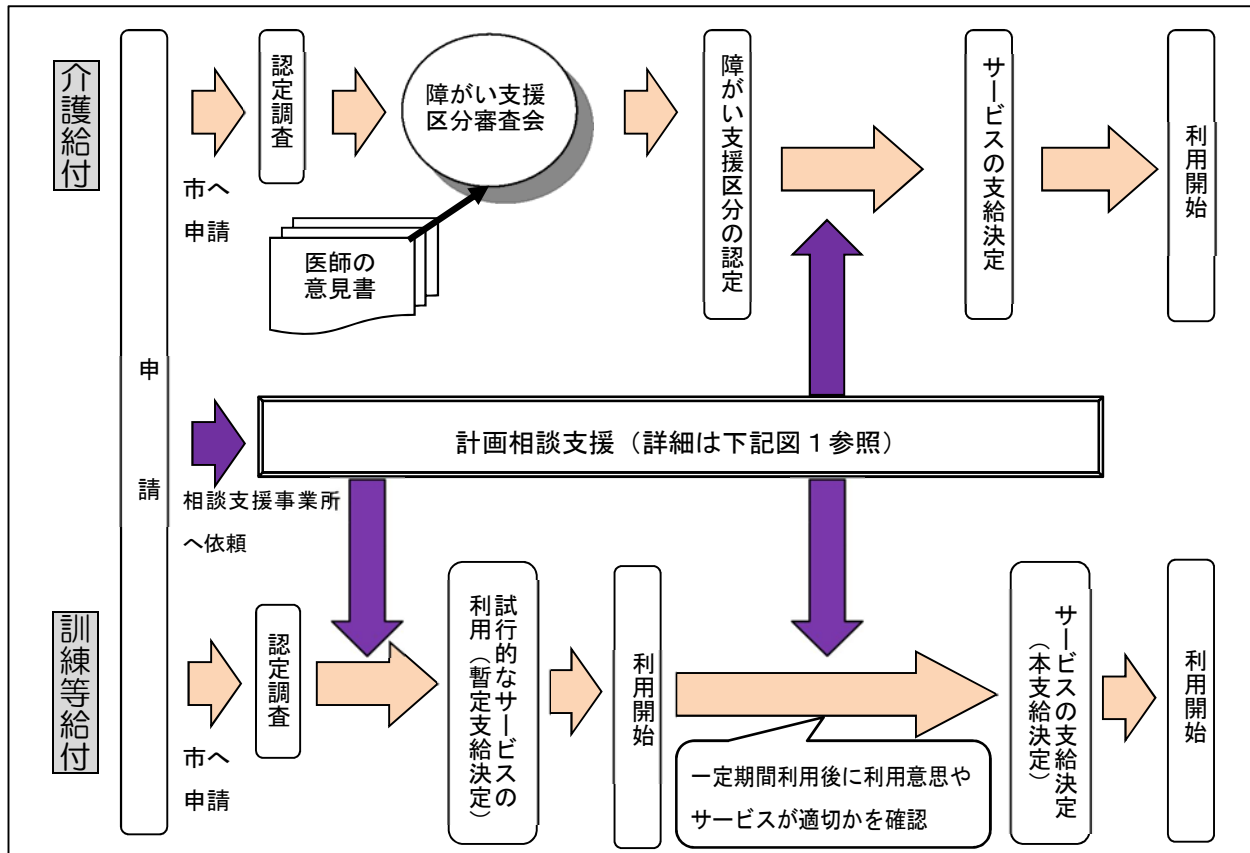 介護給付
申請
市へ
申請
認定調査
障がい支援
区分審査会
医師の
意見書
障がい支援区分の認定
サービスの支給決定
利用開始
相談支援事業所
へ依頼
計画相談支援（詳細は下記図１参照）
訓練等給付
市へ
申請
認定調査
試行的なサービスの
利用（暫定支給決定）
利用開始
一定期間利用後に利用意思や
サービスが適切かを確認
サービスの支給決定
（本支給決定）
利用開始